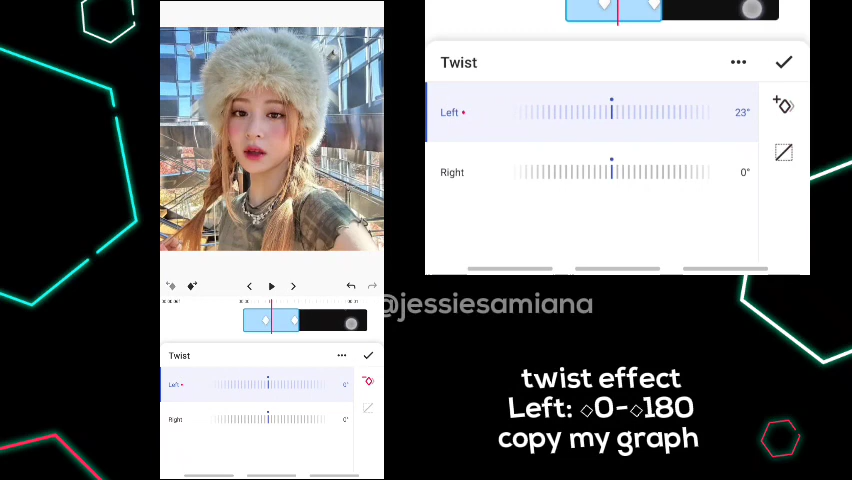 Twist
Left
23°
Right
0°
@jessiesamiana
Twist
Left
0°
Right
0°
twist effect
Left: ◇0-◇180
copy my graph